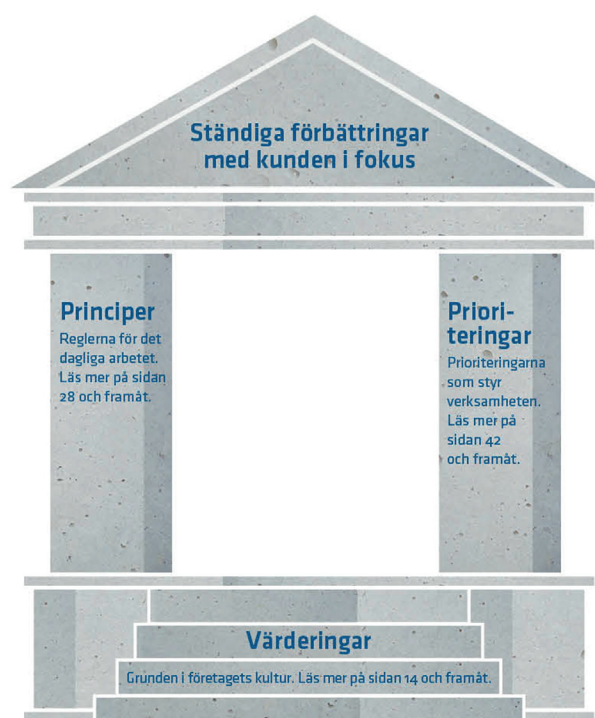 Ständiga förbättringar
med kunden i fokus
Principer
Reglerna för det
dagliga arbetet.
Läs mer på sidan
28 och framåt.
Priori-
teringar
Prioriteringarna
som styr
verksamheten.
Läs mer på
sidan 42
och framåt.
Värderingar
Grunden i företagets kultur. Läs mer på sidan 14 och framåt.